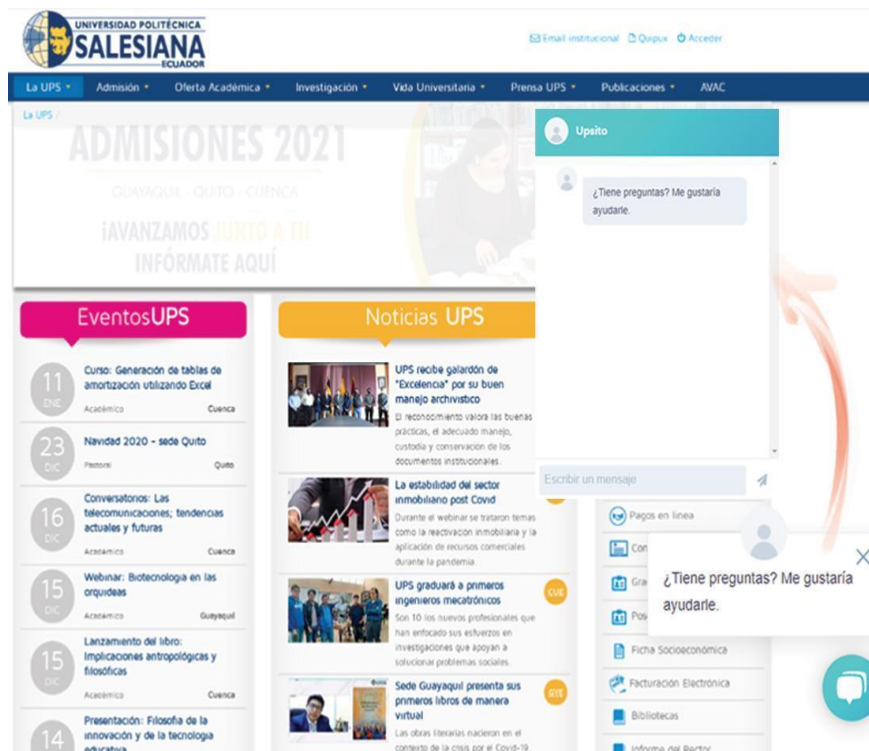 UNIVERSIDAD POLITÉCNICA
SALESIANA
ECUADOR
Email institucional Quipux Acceder
La UPS Admisión Oferta Académica Investigación Vida Universitaria Prensa UPS Publicaciones AVAC
La UPS /
ADMISIONES 2021
GUAYAQUIL - QUITO - CUENCA
¡AVANZAMOS JUNTO A TI!
INFÓRMATE AQUÍ
Upsito
¿Tiene preguntas? Me gustaría
ayudarle.
Escribir un mensaje
EventosUPS
11
ENE
Curso: Generación de tablas de
amortización utilizando Excel
Académico Cuenca
23
DIC
Navidad 2020 - sede Quito
Pastoral Quito
16
DIC
Conversatorios: Las
telecomunicaciones; tendencias
actuales y futuras
Académico Cuenca
15
DIC
Webinar: Biotecnología en las
orquídeas
Académico Guayaquil
15
DIC
Lanzamiento del libro:
Implicaciones antropológicas y
filosóficas
Académico Cuenca
14
Presentación: Filosofía de la
innovación y de la tecnología
educativa
Noticias UPS
UPS recibe galardón de
"Excelencia" por su buen
manejo archivístico
El reconocimiento valora las buenas
prácticas, el adecuado manejo,
custodia y conservación de los
documentos institucionales.
La estabilidad del sector
inmobiliario post Covid
Durante el webinar se trataron temas
como la reactivación inmobiliaria y la
aplicación de recursos comerciales
durante la pandemia.
UPS graduará a primeros
ingenieros mecatrónicos
GYE
Son 10 los nuevos profesionales que
han enfocado sus esfuerzos en
investigaciones que apoyan a
solucionar problemas sociales.
Sede Guayaquil presenta sus
primeros libros de manera
virtual
GYE
Las obras literarias nacieron en el
contexto de la crisis por el Covid-19
Pagos en línea
Con
Gra
Pos
¿Tiene preguntas? Me gustaría
ayudarle.
Ficha Socioeconómica
Facturación Electrónica
Bibliotecas
Informe del Rector